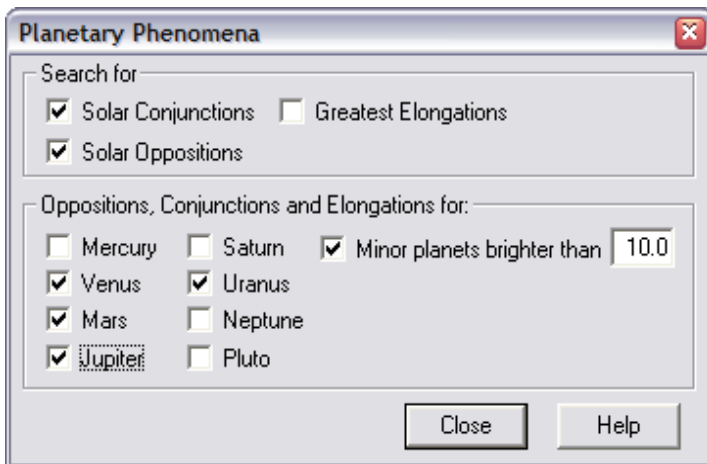 Planetary Phenomena
Search for
Solar Conjunctions Greatest Elongations
Solar Oppositions
Oppositions, Conjunctions and Elongations for:
Mercury Saturn Minor planets brighter than 10.0
Venus Uranus
Mars Neptune
Jupiter Pluto
Close Help